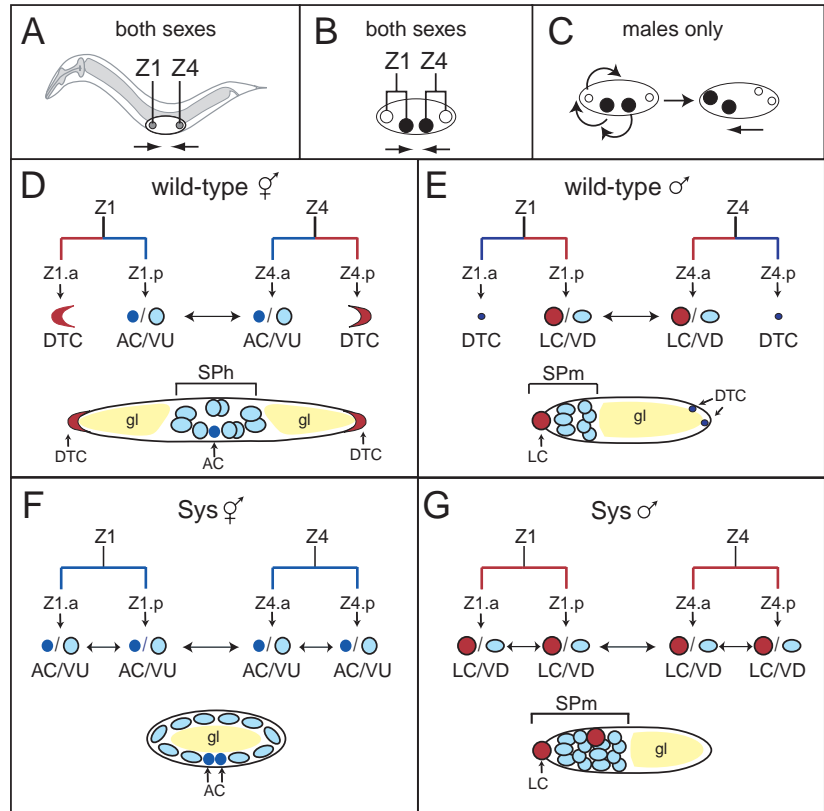 A
both sexes
Z1 Z4
B
both sexes
Z1 Z4
C
males only
D
wild-type ⚥
Z1
Z4
Z1.a
Z1.p
Z4.a
Z4.p
/
/
DTC
AC/VU
AC/VU
DTC
SPh
gl
gl
DTC
AC
DTC
E
wild-type ♂
Z1
Z4
Z1.a
Z1.p
Z4.a
Z4.p
/
/
DTC
LC/VD
LC/VD
DTC
SPm
gl
DTC
LC
F
Sys ⚥
Z1
Z4
Z1.a
Z1.p
Z4.a
Z4.p
/
/
/
/
AC/VU
AC/VU
AC/VU
AC/VU
gl
AC
G
Sys ♂
Z1
Z4
Z1.a
Z1.p
Z4.a
Z4.p
/
/
/
/
LC/VD
LC/VD
LC/VD
LC/VD
SPm
gl
LC